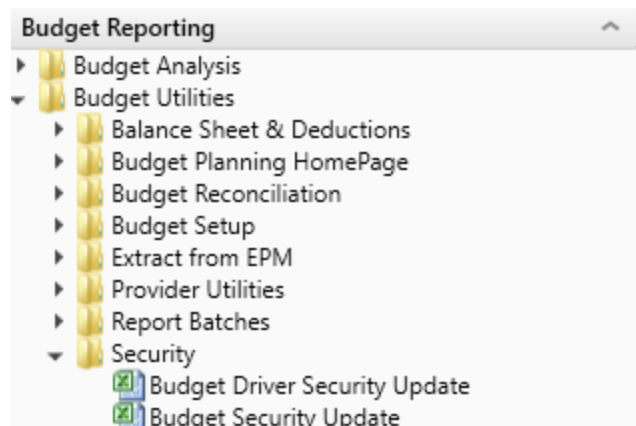 Budget Reporting
Budget Analysis
Budget Utilities
Balance Sheet & Deductions
Budget Planning HomePage
Budget Reconciliation
Budget Setup
Extract from EPM
Provider Utilities
Report Batches
Security
Budget Driver Security Update
Budget Security Update